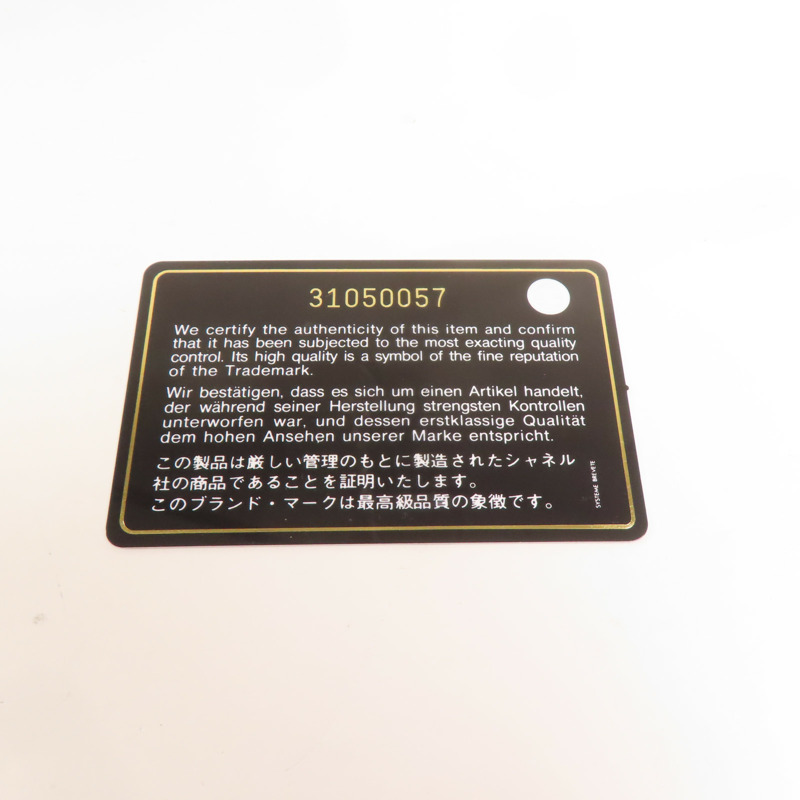 31050057
We certify the authenticity of this item and confirm
that it has been subjected to the most exacting quality
control. Its high quality is a symbol of the fine reputation
of the Trademark.
Wir bestätigen, dass es sich um einen Artikel handelt,
der während seiner Herstellung strengsten Kontrollen
unterworfen war, und dessen erstklassige Qualität
dem hohen Ansehen unserer Marke entspricht.
この製品は厳しい管理のもとに製造されたシャネル
社の商品であることを証明いたします。
このブランド・マークは最高級品質の象徴です。
SYSTEME BREVETE